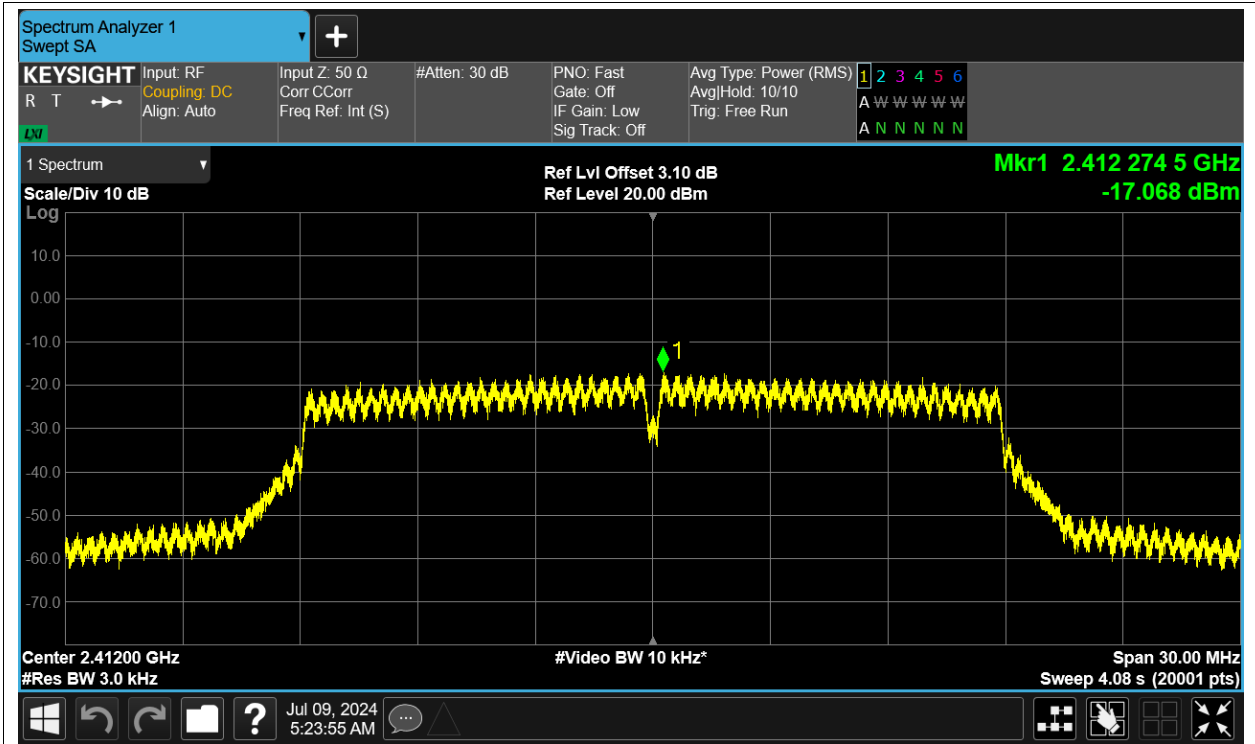 Spectrum Analyzer 1
Swept SA
KEYSIGHT
R T
LXI
Input: RF
Coupling: DC
Align: Auto
Input Z: 50 Ω
Corr CCorr
Freq Ref: Int (S)
#Atten: 30 dB
PNO: Fast
Gate: Off
IF Gain: Low
Sig Track: Off
Avg Type: Power (RMS)
Avg|Hold: 10/10
Trig: Free Run
1 2 3 4 5 6
A W W W W W
A N N N N N
1 Spectrum
Scale/Div 10 dB
Log
Ref Lvl Offset 3.10 dB
Ref Level 20.00 dBm
Mkr1 2.412 274 5 GHz
-17.068 dBm
10.0
0.00
-10.0
1
-20.0
-30.0
-40.0
-50.0
-60.0
-70.0
Center 2.41200 GHz
#Res BW 3.0 kHz
#Video BW 10 kHz*
Span 30.00 MHz
Sweep 4.08 s (20001 pts)
?
Jul 09, 2024
5:23:55 AM